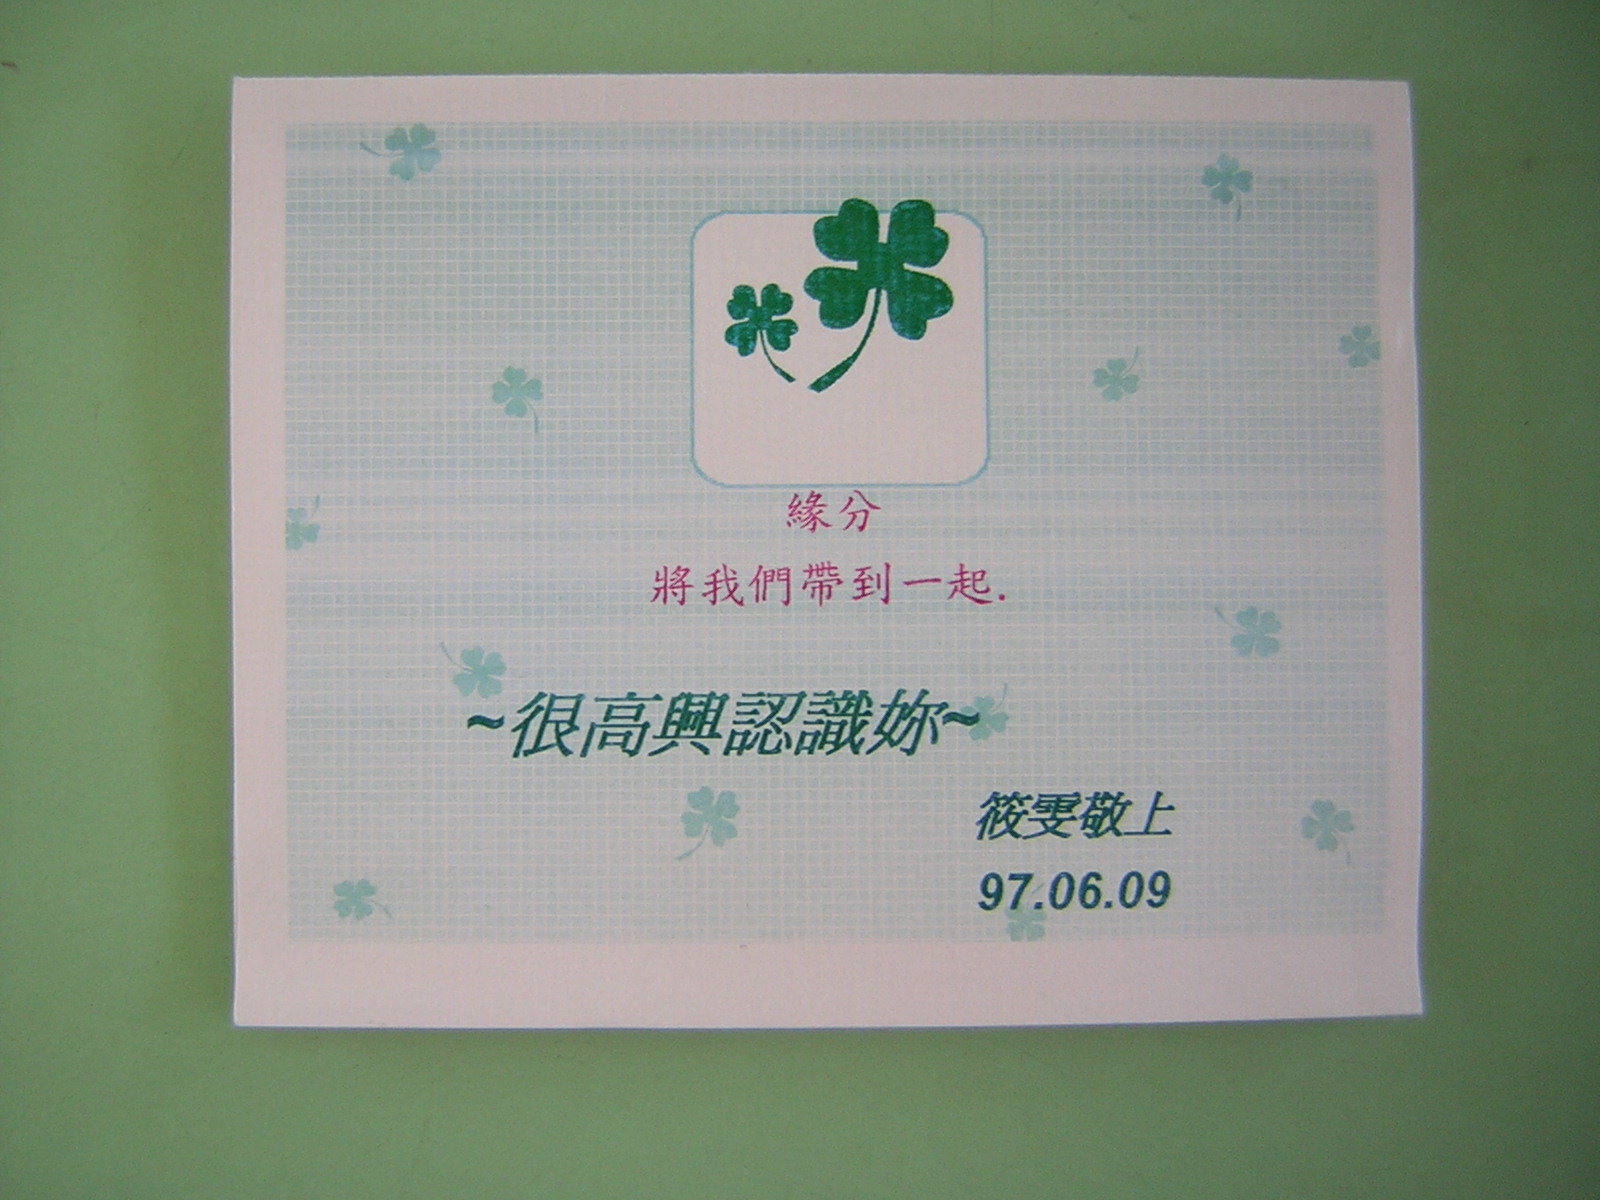 緣分
將我們帶到一起.
~很高興認識妳~
筱雯敬上
97.06.09